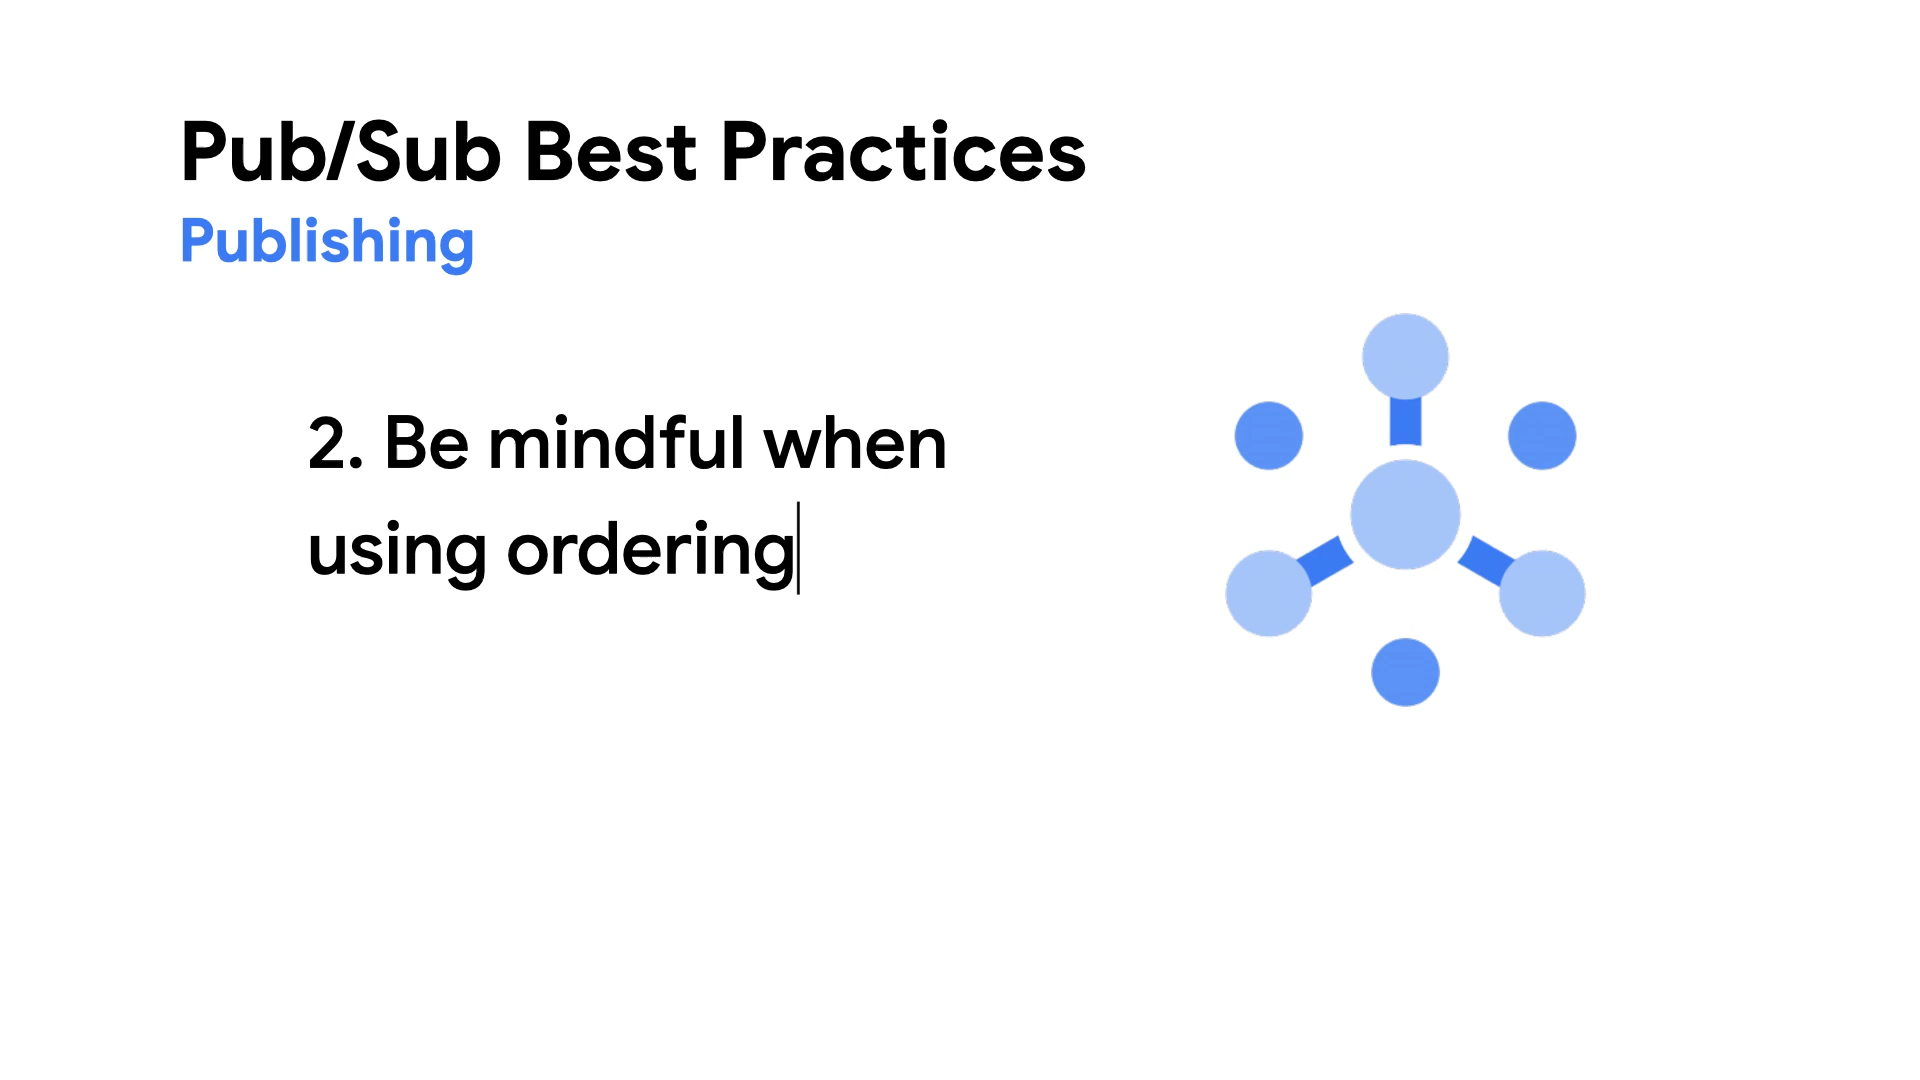 Pub/Sub Best Practices
Publishing
2. Be mindful when
using ordering